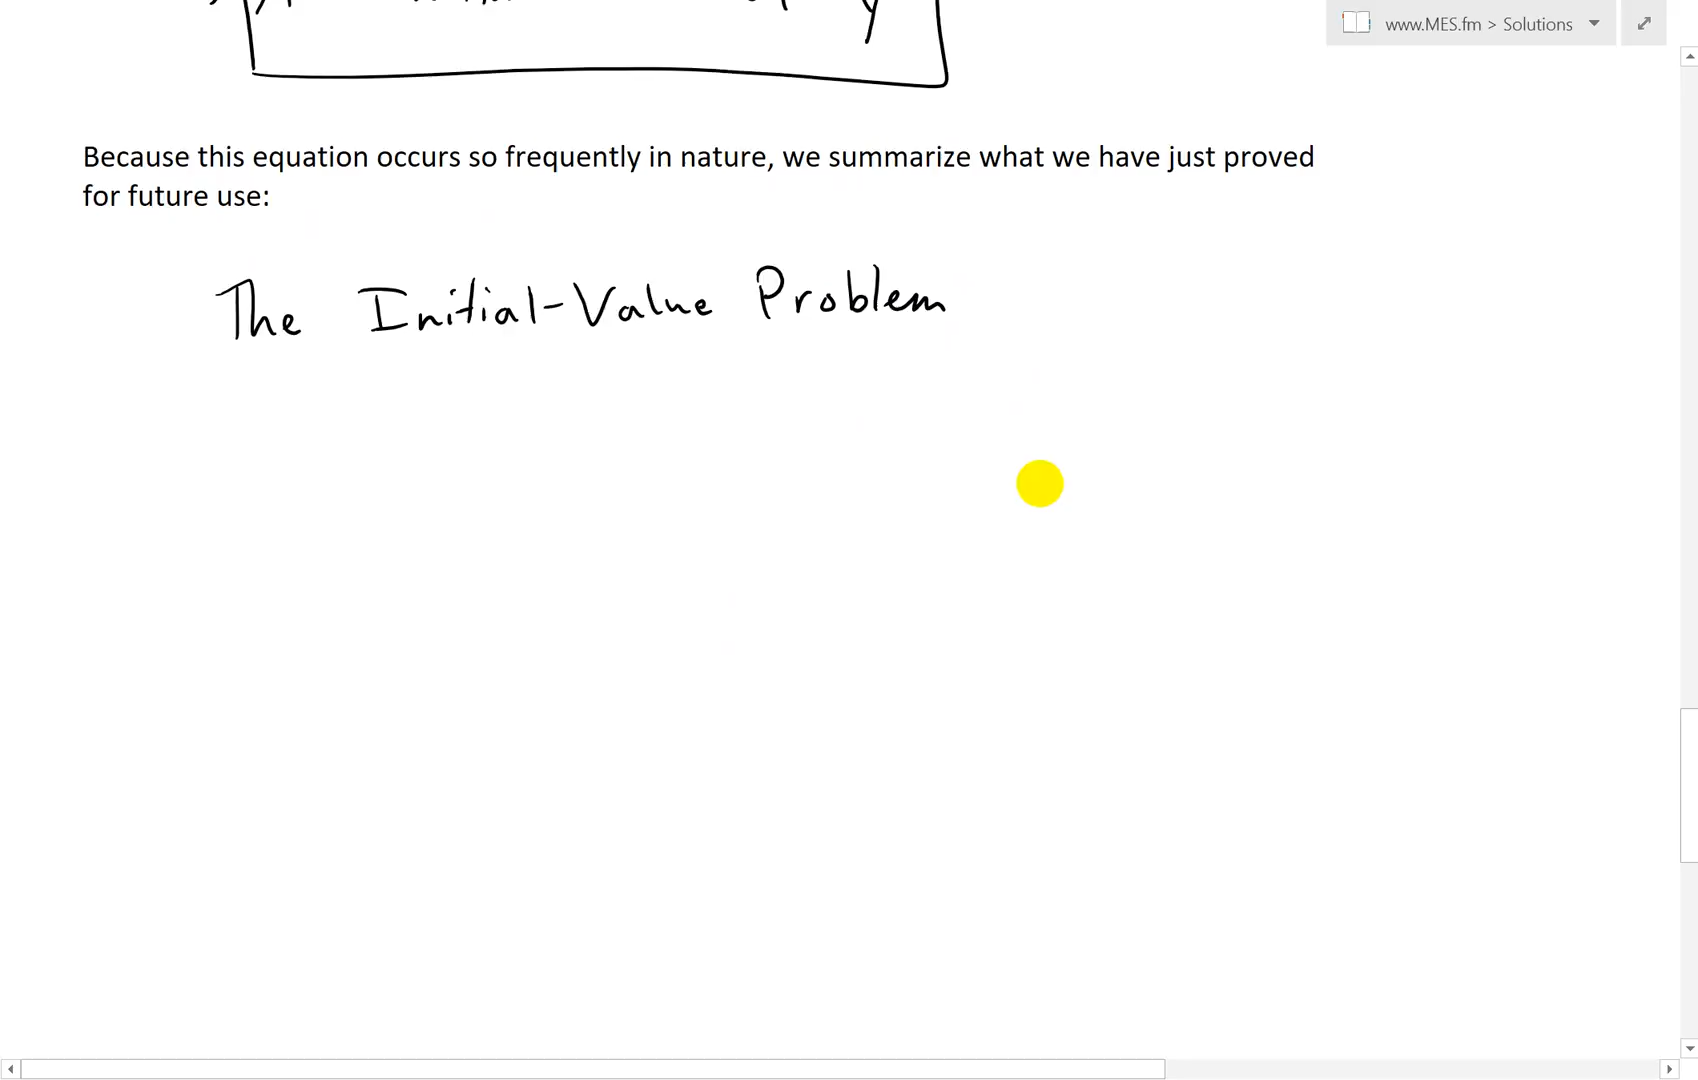 www.MES.fm > Solutions
Because this equation occurs so frequently in nature, we summarize what we have just proved
for future use:
The Initial-Value Problem